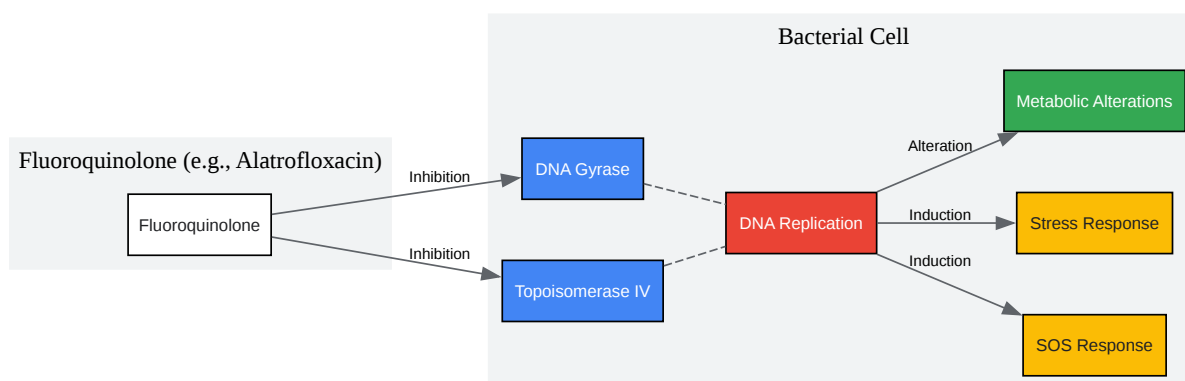 Bacterial Cell
Fluoroquinolone (e.g., Alatrofloxacin)
Fluoroquinolone
Inhibition
Inhibition
DNA Gyrase
Topoisomerase IV
DNA Replication
Alteration
Induction
Induction
Metabolic Alterations
Stress Response
SOS Response